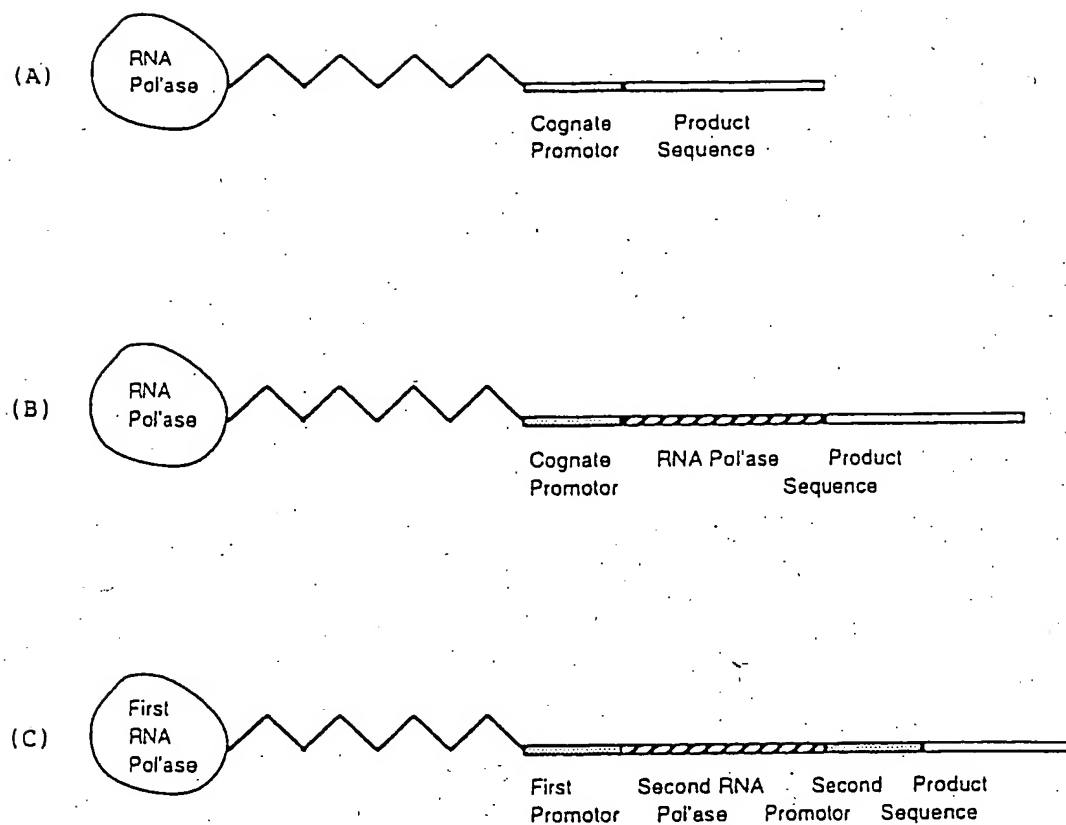 (A)
RNA
Pol'ase
Cognate Product
Promotor Sequence
(B)
RNA
Pol'ase
Cognate RNA Pol'ase Product
Promotor Sequence
(C)
First
RNA
Pol'ase
First Second RNA Second Product
Promotor Pol'ase Promotor Sequence